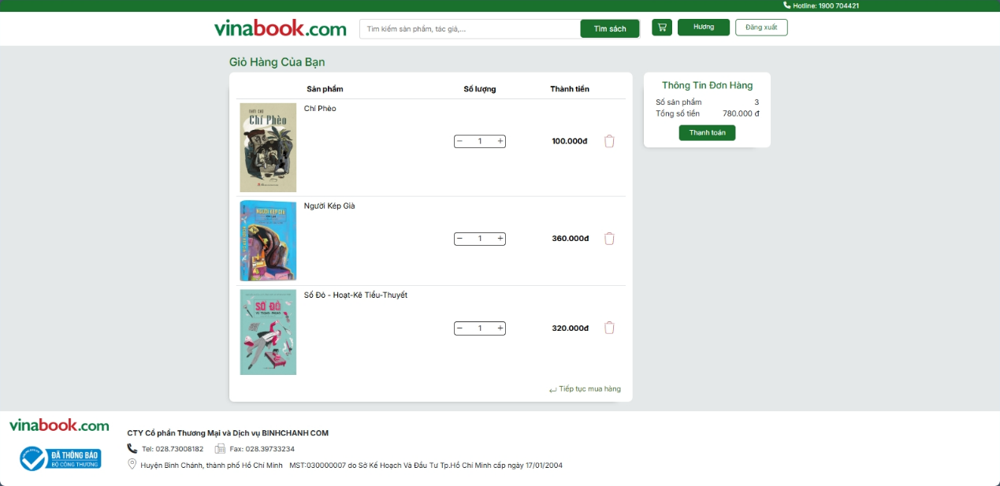 Hotline: 1900 704421
vinabook.com
Tìm kiếm sản phẩm, tác giả,...
Tìm sách
Hương
Đăng xuất
Giỏ Hàng Của Bạn
Sản phẩm Số lượng Thành tiền
Chí Phèo
Chí Phèo
− 1 + 100.000đ
Người Kép Già
NGƯỜI KÉP GIÀ
− 1 + 360.000đ
Số Đỏ - Hoạt-Kê Tiểu-Thuyết
SỐ ĐỎ
− 1 + 320.000đ
Tiếp tục mua hàng
Thông Tin Đơn Hàng
Số sản phẩm 3
Tổng số tiền 780.000 đ
Thanh toán
vinabook.com
ĐÃ THÔNG BÁO
BỘ CÔNG THƯƠNG
CTY Cổ phần Thương Mại và Dịch vụ BINHCHANH COM
Tel: 028.73008182 Fax: 028.39733234
Huyện Bình Chánh, thành phố Hồ Chí Minh MST:030000007 do Sở Kế Hoạch Và Đầu Tư Tp.Hồ Chí Minh cấp ngày 17/01/2004